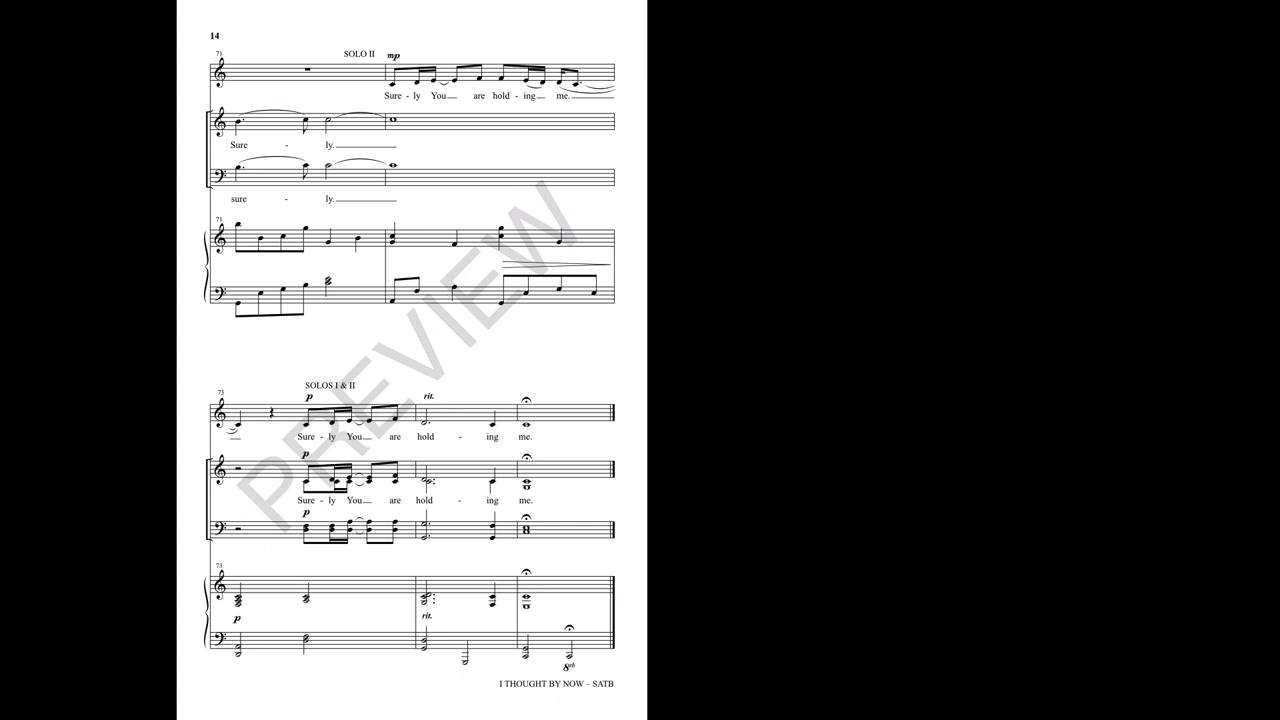 14
71
SOLO II
mp
Sure - ly You are hold - ing me.
Sure - ly.
sure - ly.
71
PREVIEW
SOLOS I & II
73
p
rit.
Sure - ly You are hold - ing me.
p
Sure - ly You are hold - ing me.
p
73
p
rit.
8vb
I THOUGHT BY NOW – SATB